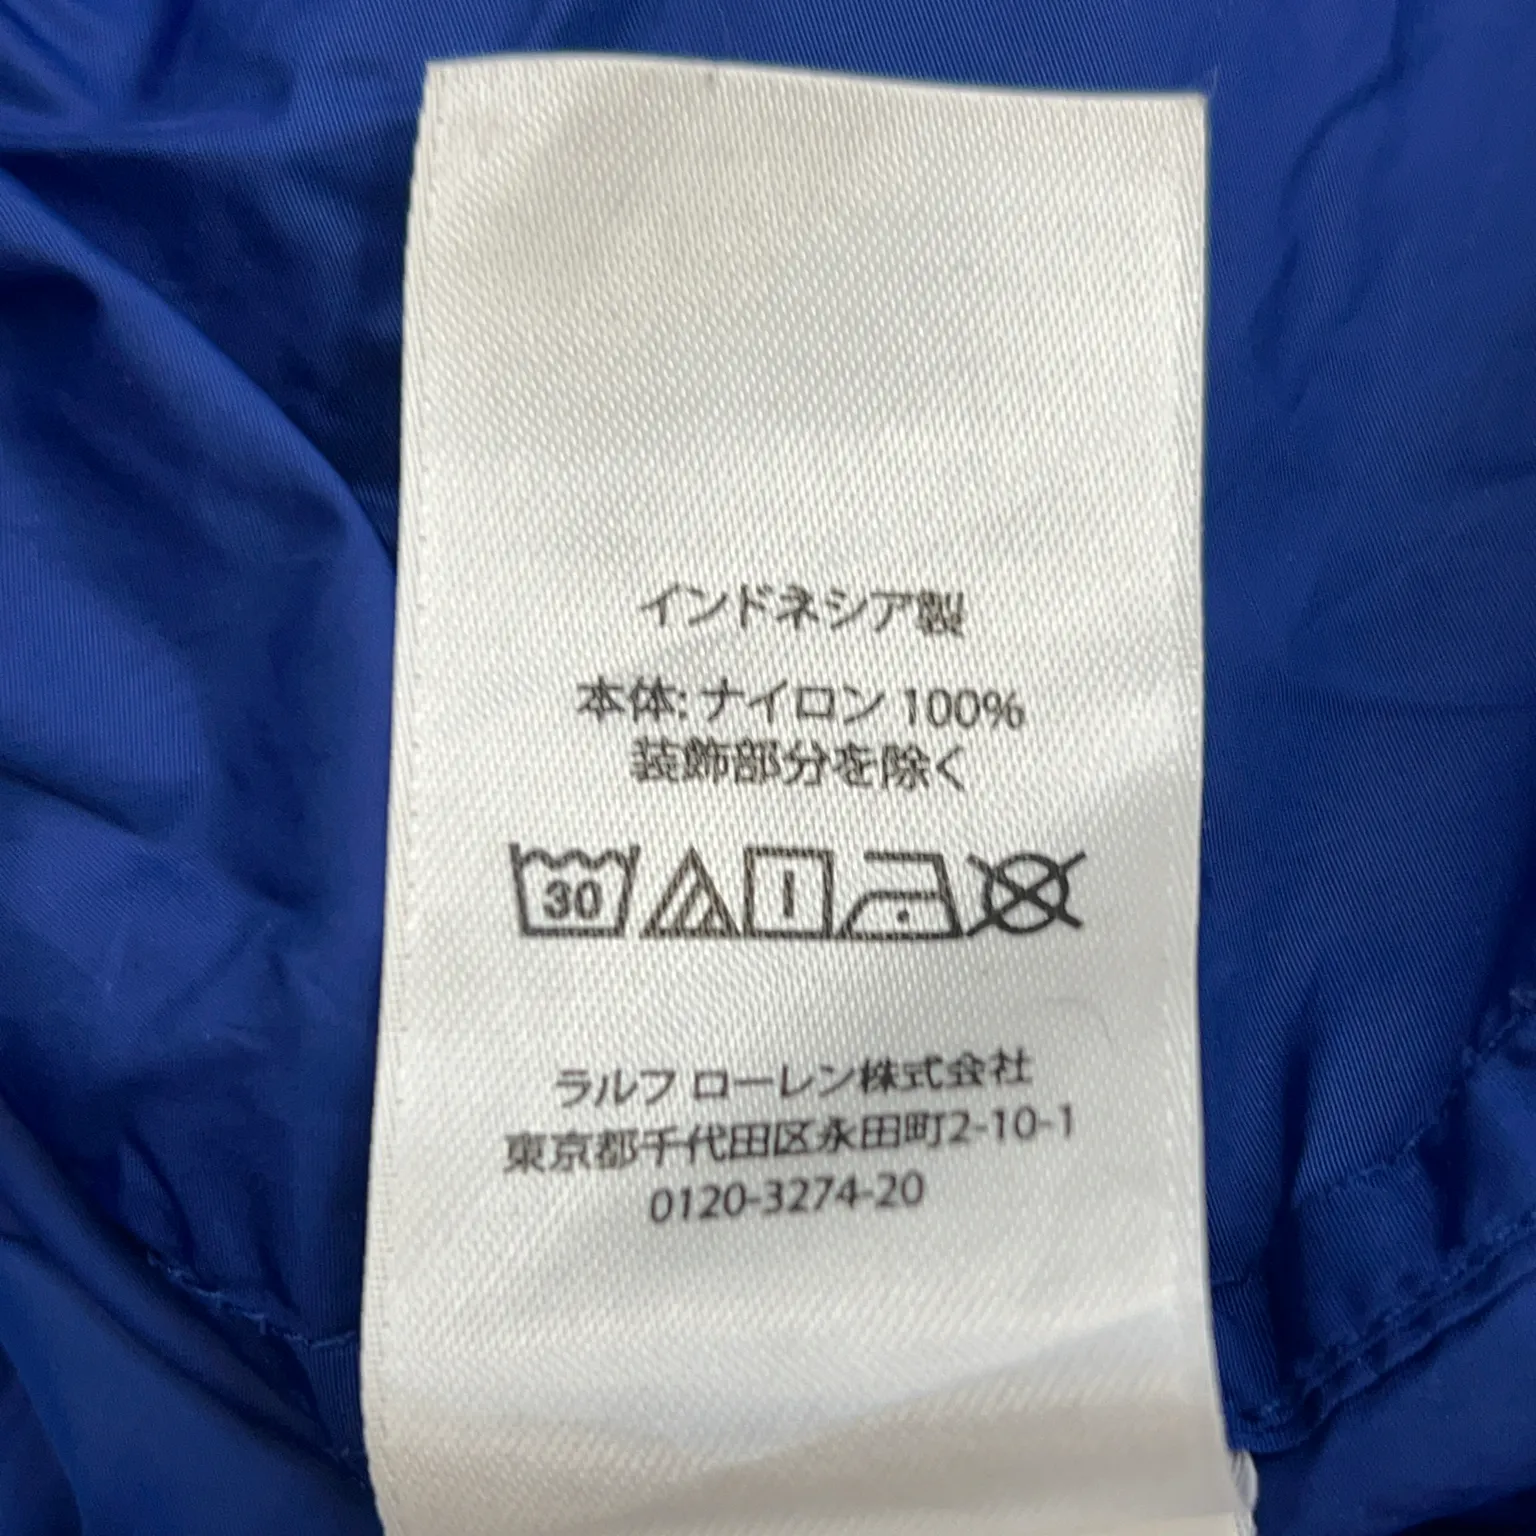 インドネシア製
本体: ナイロン 100%
装飾部分を除く
30
ラルフ ローレン株式会社
東京都千代田区永田町2-10-1
0120-3274-20